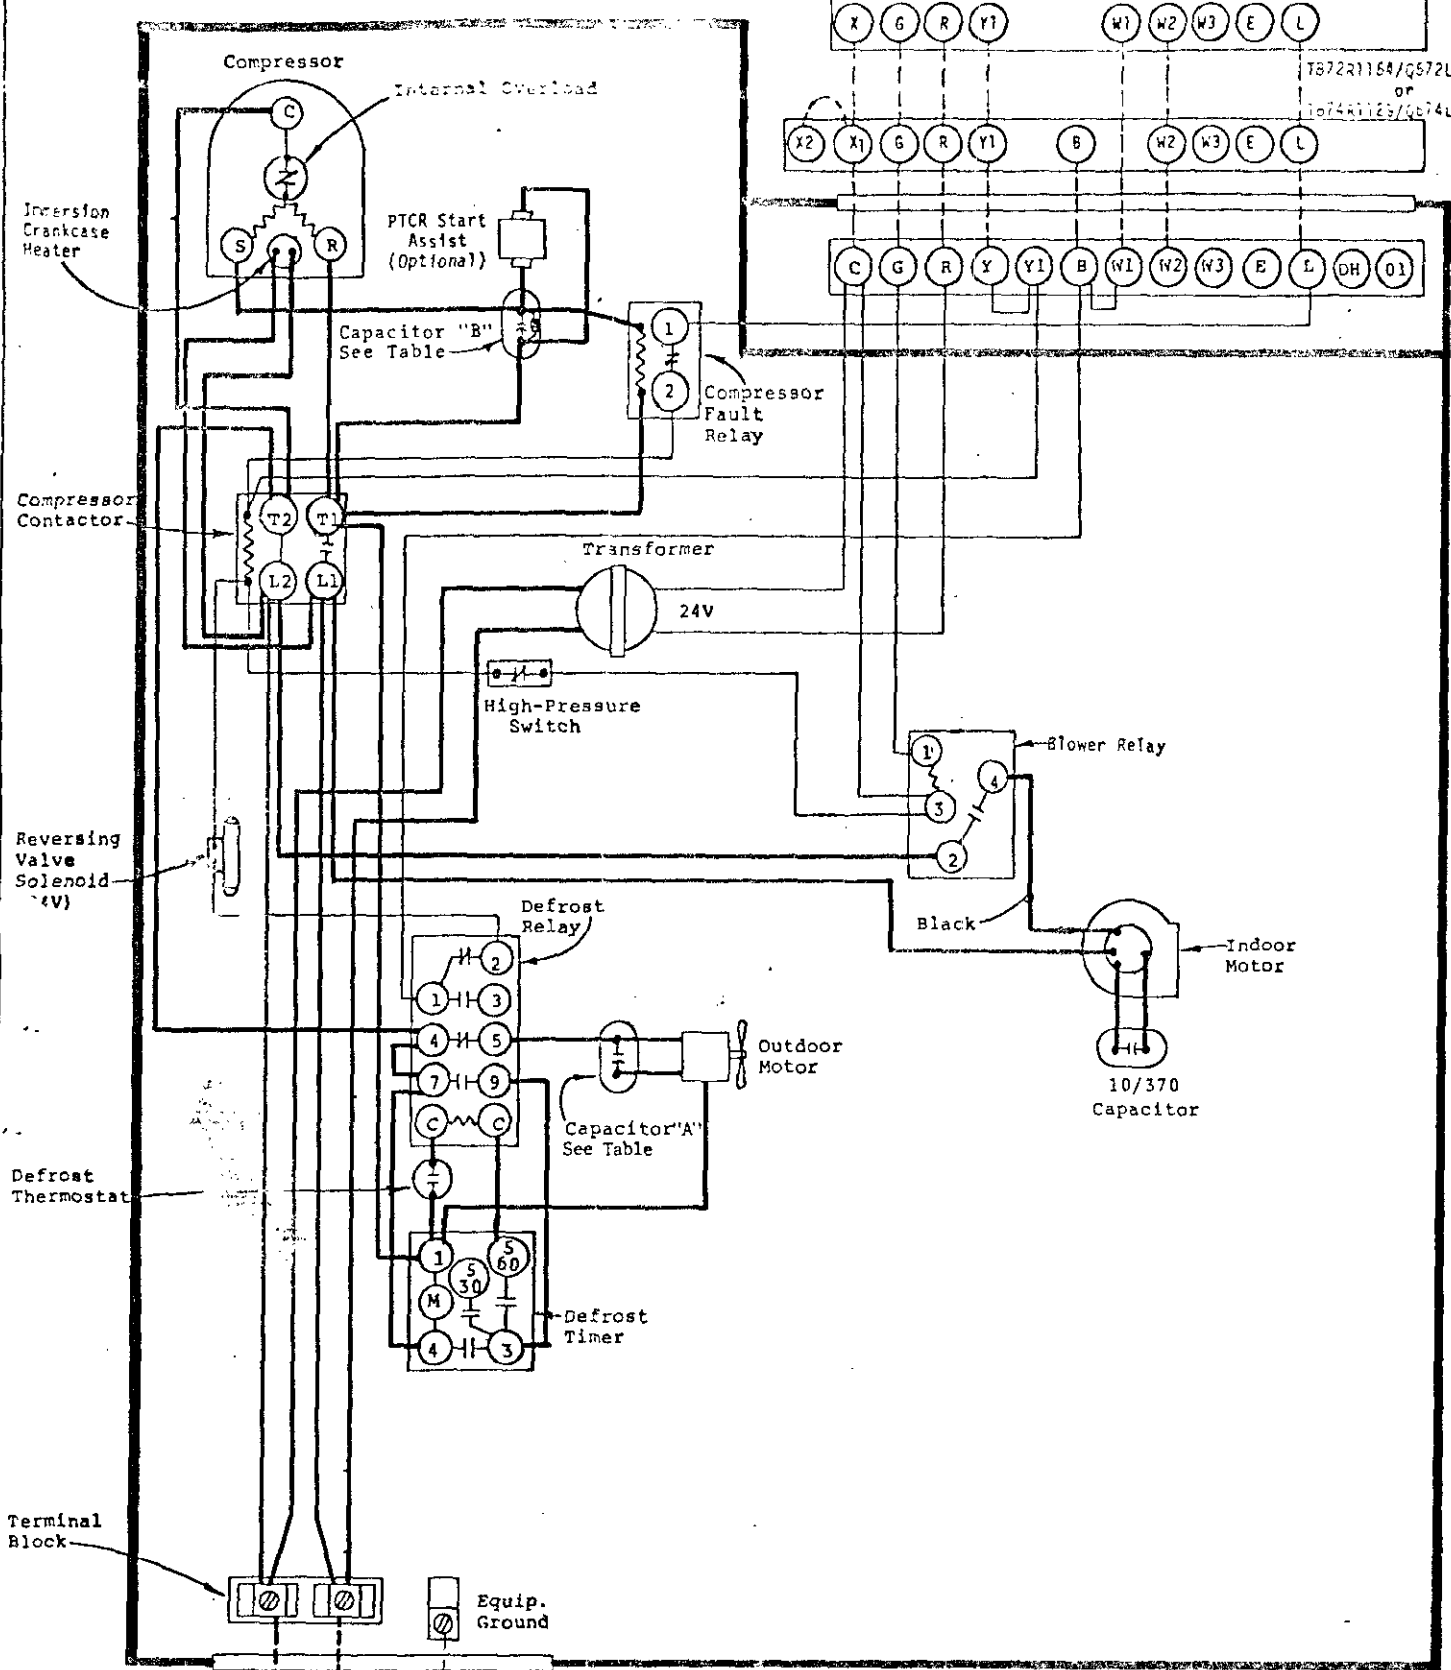 X G R Y1 W1 W2 W3 E L
TB72R1164/Q672L
or
X2 X1 G R Y1 B W2 W3 E L
C G R Y Y1 B W1 W2 W3 E L DH 01
Compressor
Internal Overload
C
S R
Immersion
Crankcase
Heater
PTCR Start
Assist
(Optional)
Capacitor "B"
See Table
1
2
Compressor
Fault
Relay
Compressor
Contactor
T2 T1
L2 L1
Transformer
24V
High-Pressure
Switch
Blower Relay
1
4
3
2
Reversing
Valve
Solenoid
Defrost
Relay
2
1 3
4 5
7 9
C C
Black
Indoor
Motor
10/370
Capacitor
Outdoor
Motor
Capacitor"A"
See Table
Defrost
Thermostat
1
S
30
S
60
M
4 3
Defrost
Timer
Terminal
Block
Equip.
Ground